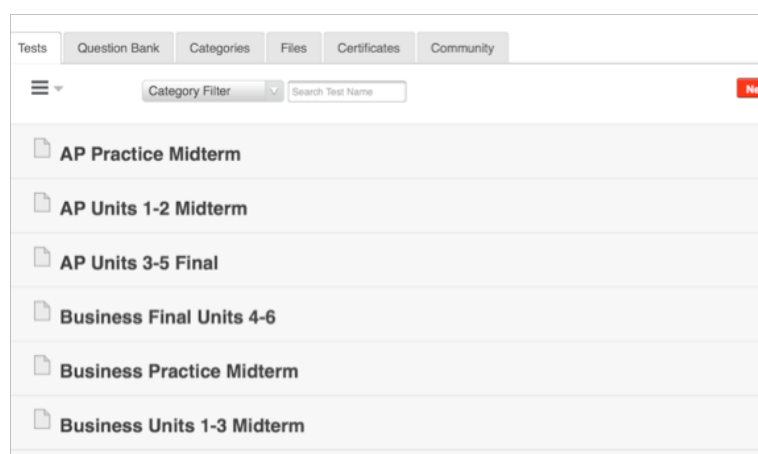 Tests Question Bank Categories Files Certificates Community
Category Filter Search Test Name
AP Practice Midterm
AP Units 1-2 Midterm
AP Units 3-5 Final
Business Final Units 4-6
Business Practice Midterm
Business Units 1-3 Midterm